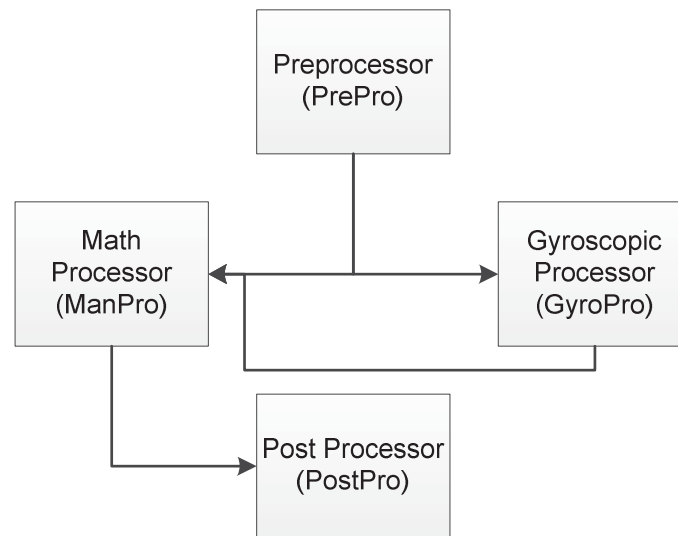 Preprocessor
(PrePro)
Math
Processor
(ManPro)
Gyroscopic
Processor
(GyroPro)
Post Processor
(PostPro)